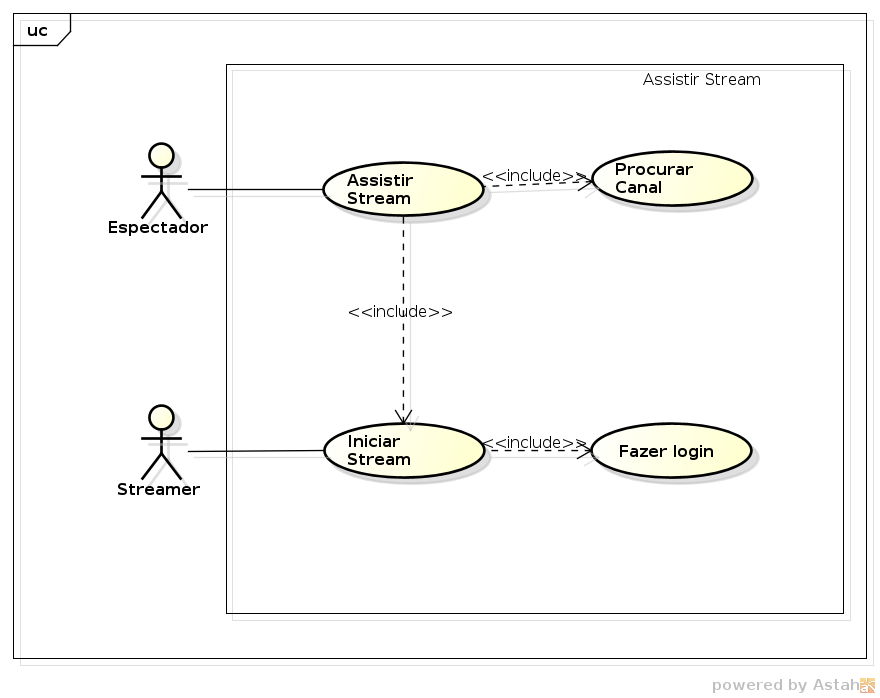 uc
Assistir Stream
Espectador
Assistir
Stream
<<include>>
Procurar
Canal
<<include>>
Streamer
Iniciar
Stream
<<include>>
Fazer login
powered by Astah